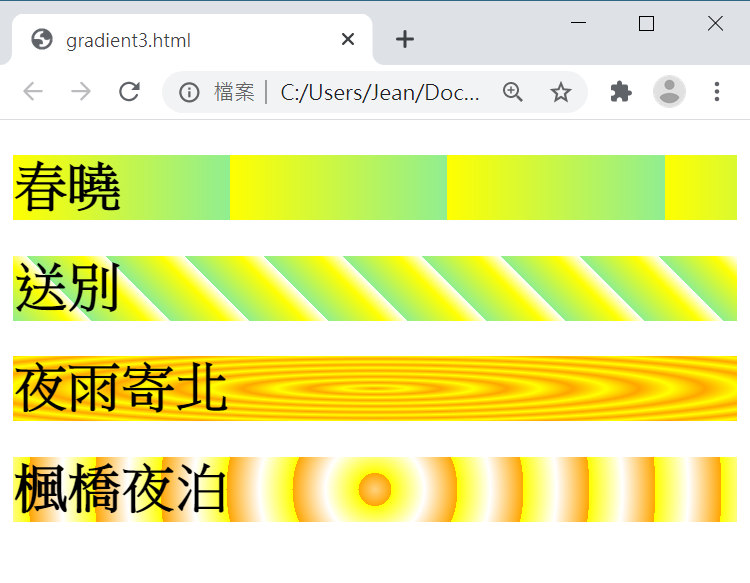 gradient3.html
檔案 C:/Users/Jean/Doc...
春曉
送別
夜雨寄北
楓橋夜泊